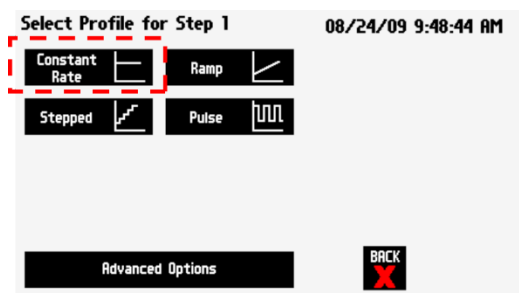 Select Profile for Step 1
08/24/09 9:48:44 AM
Constant
Rate
Ramp
Stepped
Pulse
Advanced Options
BACK
X